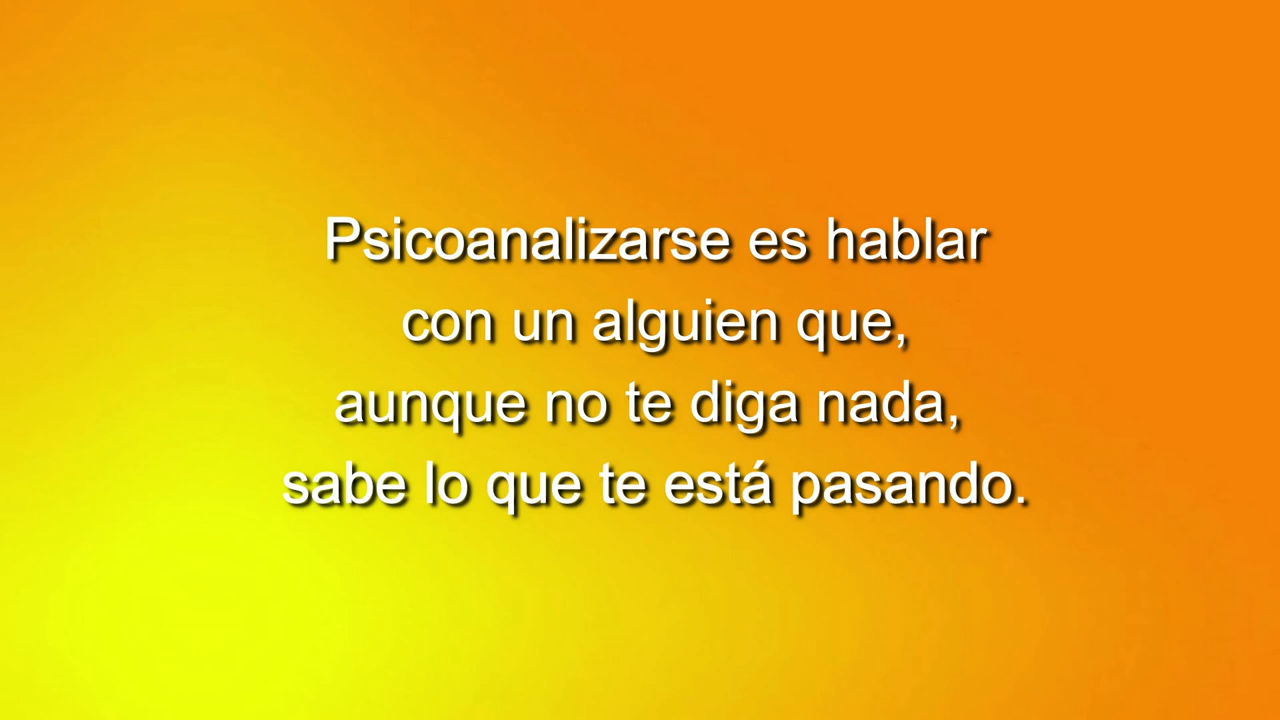 Psicoanalizarse es hablar
con un alguien que,
aunque no te diga nada,
sabe lo que te está pasando.